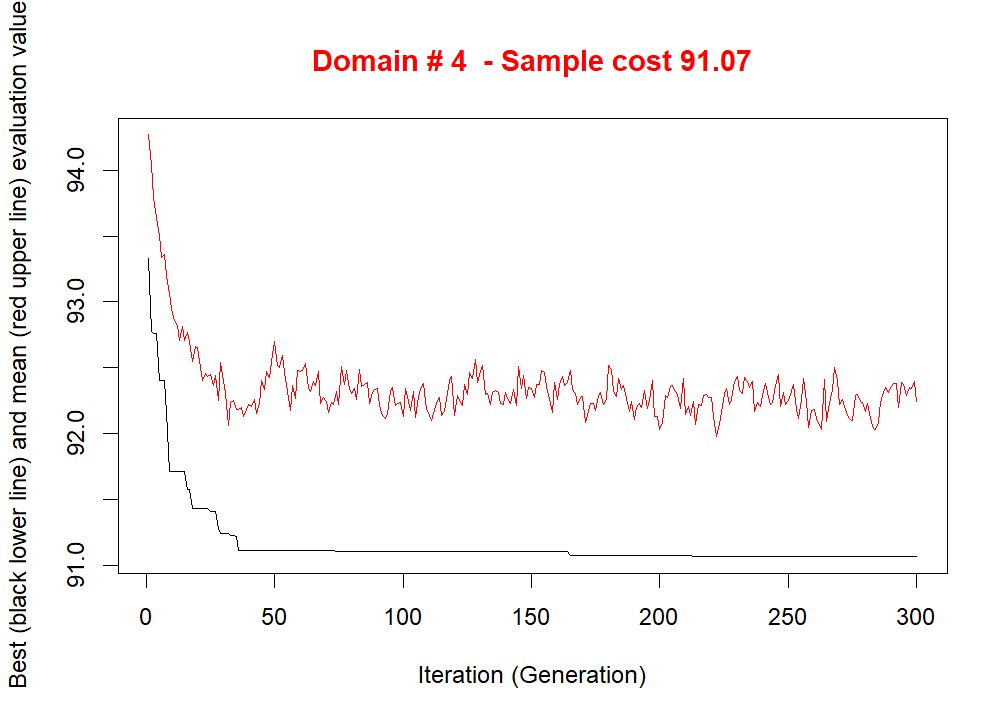 Domain # 4  - Sample cost 91.07
Best (black lower line) and mean (red upper line) evaluation value
94.0
93.0
92.0
91.0
0 50 100 150 200 250 300
Iteration (Generation)